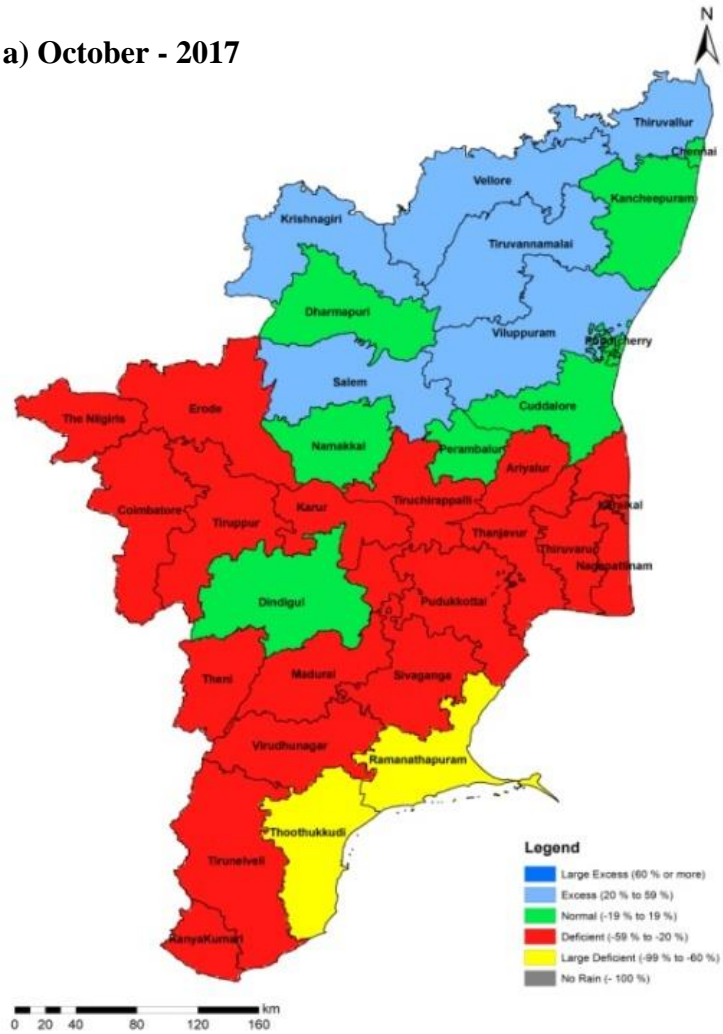 N
a) October - 2017
Thiruvallur
Chennai
Vellore
Kancheepuram
Krishnagiri
Tiruvannamalai
Dharmapuri
Viluppuram
Puducherry
Salem
Cuddalore
The Nilgiris
Erode
Namakkal
Perambalur
Ariyalur
Coimbatore
Karur
Tiruchirappalli
Karaikal
Tiruppur
Thanjavur
Thiruvarur
Nagapattinam
Dindigul
Pudukkottai
Theni
Madurai
Sivaganga
Virudhunagar
Ramanathapuram
Thoothukkudi
Tirunelveli
KanyaKumari
Legend
Large Excess (60 % or more)
Excess (20 % to 59 %)
Normal (-19 % to 19 %)
Deficient (-59 % to -20 %)
Large Deficient (-99 % to -60 %)
No Rain (- 100 %)
km
0 20 40 80 120 160